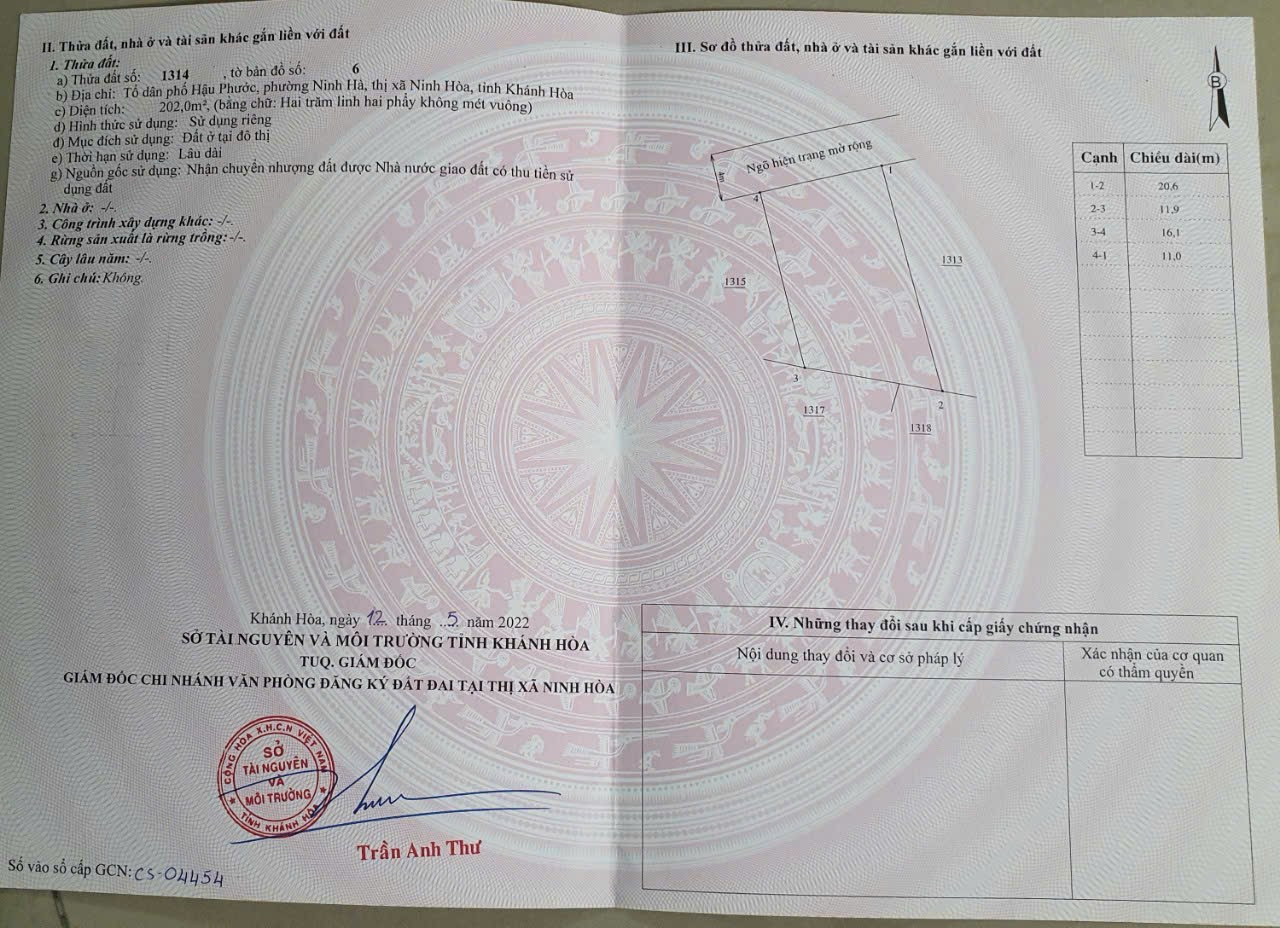 II. Thửa đất, nhà ở và tài sản khác gắn liền với đất
1. Thửa đất:
a) Thửa đất số: 1314 , tờ bản đồ số: 6
b) Địa chỉ: Tổ dân phố Hậu Phước, phường Ninh Hà, thị xã Ninh Hòa, tỉnh Khánh Hòa
c) Diện tích: 202,0m², (bằng chữ: Hai trăm linh hai phẩy không mét vuông)
d) Hình thức sử dụng: Sử dụng riêng
đ) Mục đích sử dụng: Đất ở tại đô thị
e) Thời hạn sử dụng: Lâu dài
g) Nguồn gốc sử dụng: Nhận chuyển nhượng đất được Nhà nước giao đất có thu tiền sử
dụng đất
2. Nhà ở: -/-.
3. Công trình xây dựng khác: -/-.
4. Rừng sản xuất là rừng trồng: -/-.
5. Cây lâu năm: -/-.
6. Ghi chú: Không.
Khánh Hòa, ngày 12 tháng 5 năm 2022
SỞ TÀI NGUYÊN VÀ MÔI TRƯỜNG TỈNH KHÁNH HÒA
TUQ. GIÁM ĐỐC
GIÁM ĐỐC CHI NHÁNH VĂN PHÒNG ĐĂNG KÝ ĐẤT ĐAI TẠI THỊ XÃ NINH HÒA
CỘNG HÒA X.H.C.N VIỆT NAM
SỞ
TÀI NGUYÊN
VÀ
MÔI TRƯỜNG
TỈNH KHÁNH HÒA
Trần Anh Thư
Số vào sổ cấp GCN: CS-04454
III. Sơ đồ thửa đất, nhà ở và tài sản khác gắn liền với đất
B
Ngõ hiện trạng mở rộng
1
4
1313
1315
3
2
1317
1318
Cạnh Chiều dài(m)
1-2 20,6
2-3 11,9
3-4 16,1
4-1 11,0
IV. Những thay đổi sau khi cấp giấy chứng nhận
Nội dung thay đổi và cơ sở pháp lý
Xác nhận của cơ quan
có thẩm quyền